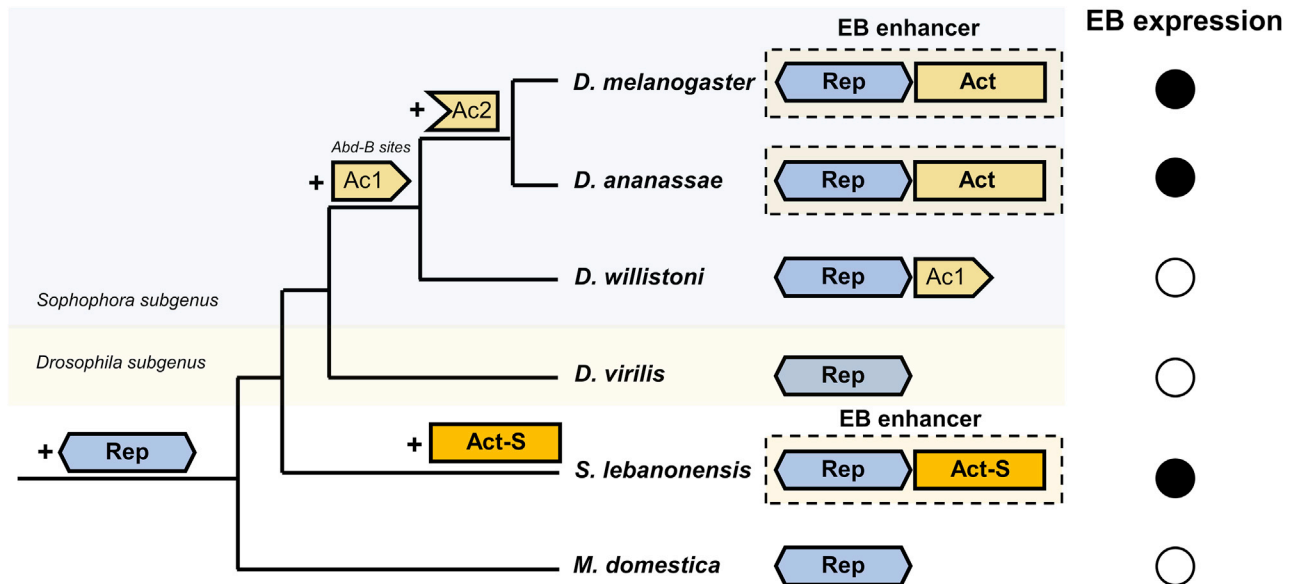 EB expression
EB enhancer
D. melanogaster
Rep
Act
+
Ac2
Abd-B sites
+
Ac1
D. ananassae
Rep
Act
D. willistoni
Rep
Ac1
Sophophora subgenus
Drosophila subgenus
D. virilis
Rep
EB enhancer
+
Rep
+
Act-S
S. lebanonensis
Rep
Act-S
M. domestica
Rep